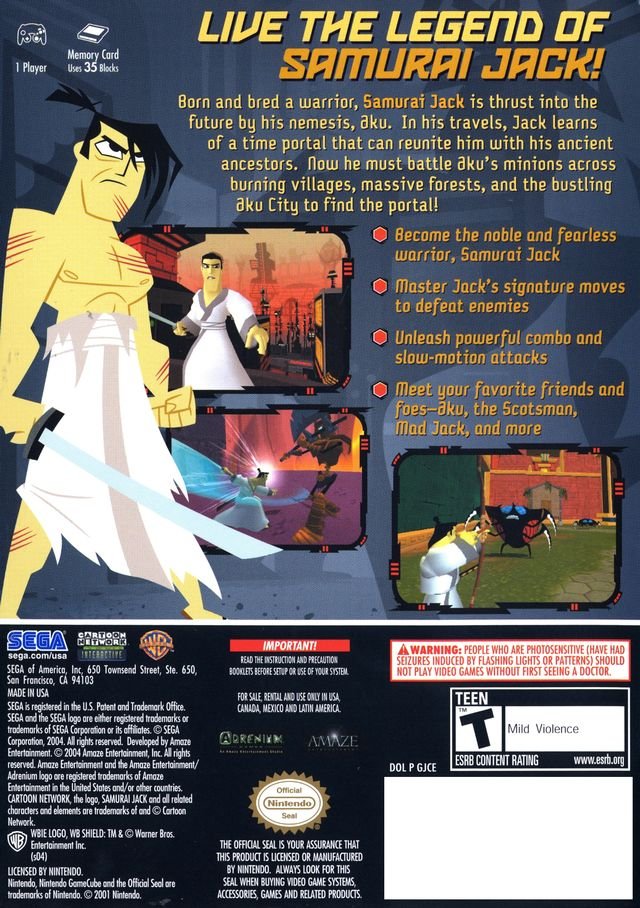 LIVE THE LEGEND OF
SAMURAI JACK!
1 Player
Memory Card
Uses 35 Blocks
Born and bred a warrior, Samurai Jack is thrust into the
future by his nemesis, Aku. In his travels, Jack learns
of a time portal that can reunite him with his ancient
ancestors. Now he must battle Aku's minions across
burning villages, massive forests, and the bustling
Aku City to find the portal!
Become the noble and fearless
warrior, Samurai Jack
Master Jack's signature moves
to defeat enemies
Unleash powerful combo and
slow-motion attacks
Meet your favorite friends and
foes—Aku, the Scotsman,
Mad Jack, and more
SEGA
sega.com/usa
CARTOON
NETWORK
INTERACTIVE
WB
SEGA of America, Inc. 650 Townsend Street, Ste. 650,
San Francisco, CA 94103
MADE IN USA
SEGA is registered in the U.S. Patent and Trademark Office.
SEGA and the SEGA logo are either registered trademarks or
trademarks of SEGA Corporation or its affiliates. © SEGA
Corporation, 2004. All rights reserved. Developed by Amaze
Entertainment. © 2004 Amaze Entertainment, Inc. All rights
reserved. Amaze Entertainment and the Amaze Entertainment/
Adrenium logo are registered trademarks of Amaze
Entertainment in the United States and/or other countries.
CARTOON NETWORK, the logo, SAMURAI JACK and all related
characters and elements are trademarks of and © Cartoon
Network.
WBIE LOGO, WB SHIELD: TM & © Warner Bros.
Entertainment Inc.
(s04)
LICENSED BY NINTENDO.
Nintendo, Nintendo GameCube and the Official Seal are
trademarks of Nintendo. © 2001 Nintendo.
IMPORTANT!
READ THE INSTRUCTION AND PRECAUTION
BOOKLETS BEFORE SETUP OR USE OF YOUR SYSTEM.
FOR SALE, RENTAL AND USE ONLY IN USA,
CANADA, MEXICO AND LATIN AMERICA.
ADRENIUM
GAMES
An Amaze Entertainment Studio
AMAZE
ENTERTAINMENT
Official
Nintendo
Seal
THE OFFICIAL SEAL IS YOUR ASSURANCE THAT
THIS PRODUCT IS LICENSED OR MANUFACTURED
BY NINTENDO. ALWAYS LOOK FOR THIS
SEAL WHEN BUYING VIDEO GAME SYSTEMS,
ACCESSORIES, GAMES AND RELATED PRODUCTS.
WARNING: PEOPLE WHO ARE PHOTOSENSITIVE (HAVE HAD
SEIZURES INDUCED BY FLASHING LIGHTS OR PATTERNS) SHOULD
NOT PLAY VIDEO GAMES WITHOUT FIRST SEEING A DOCTOR.
TEEN
T
TM
Mild Violence
ESRB CONTENT RATING www.esrb.org
DOL P GJCE